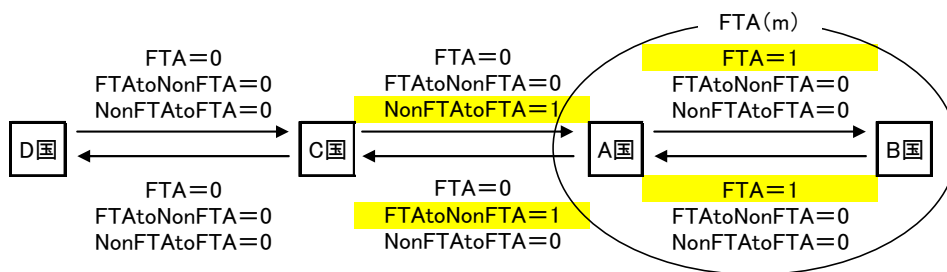 FTA(m)
FTA=0
FTAtoNonFTA=0
NonFTAtoFTA=0
FTA=0
FTAtoNonFTA=0
NonFTAtoFTA=1
FTA=1
FTAtoNonFTA=0
NonFTAtoFTA=0
D国
C国
A国
B国
FTA=0
FTAtoNonFTA=0
NonFTAtoFTA=0
FTA=0
FTAtoNonFTA=1
NonFTAtoFTA=0
FTA=1
FTAtoNonFTA=0
NonFTAtoFTA=0